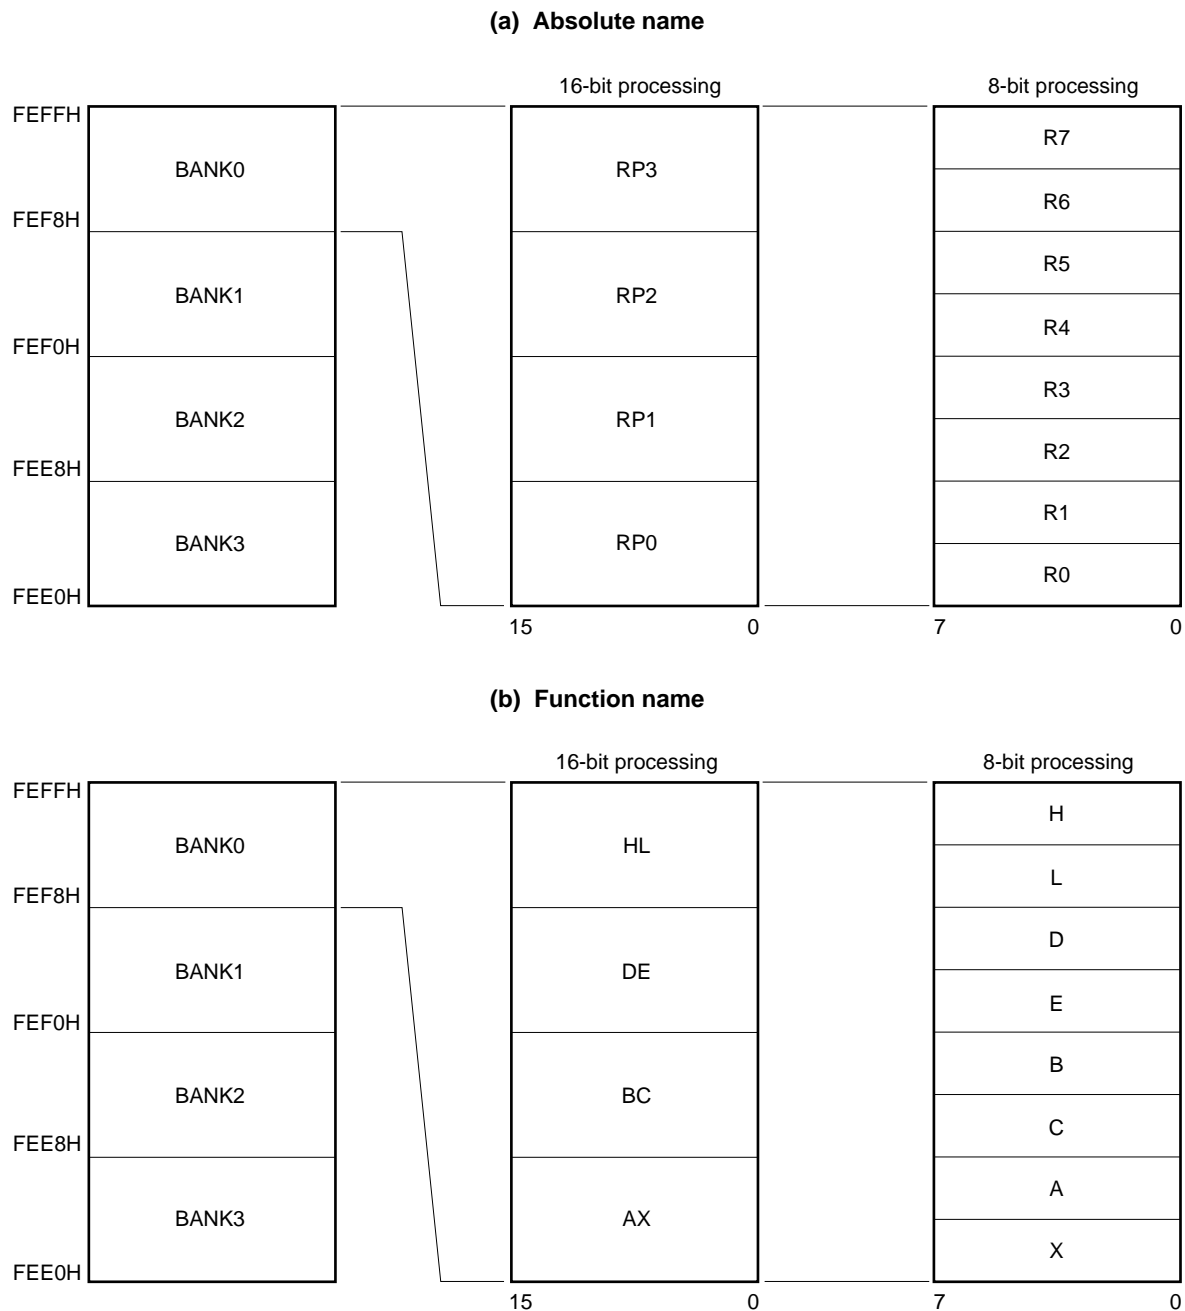 (a) Absolute name
16-bit processing
8-bit processing
FEFFH
BANK0
RP3
R7
R6
FEF8H
BANK1
RP2
R5
R4
FEF0H
BANK2
RP1
R3
R2
FEE8H
BANK3
RP0
R1
R0
FEE0H
15 0
7 0
(b) Function name
16-bit processing
8-bit processing
FEFFH
BANK0
HL
H
L
FEF8H
BANK1
DE
D
E
FEF0H
BANK2
BC
B
C
FEE8H
BANK3
AX
A
X
FEE0H
15 0
7 0